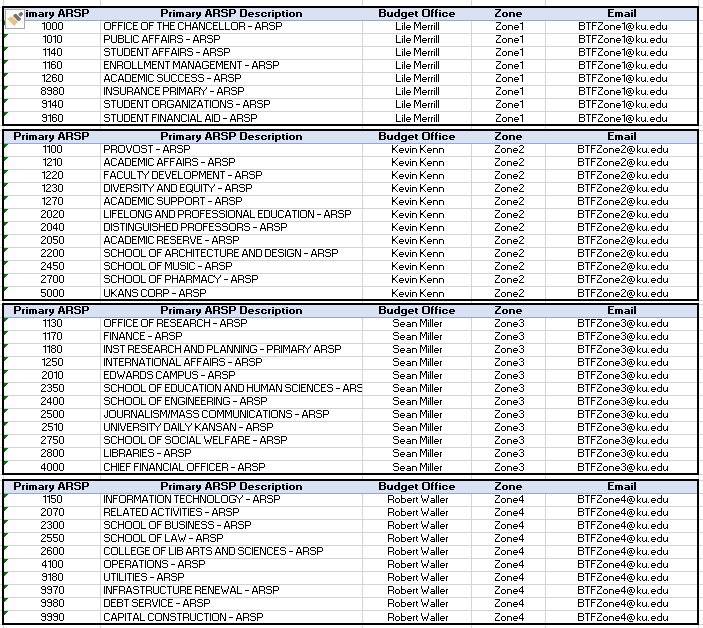 imary ARSP Primary ARSP Description Budget Office Zone Email
1000 OFFICE OF THE CHANCELLOR - ARSP Lile Merrill Zone1 BTFZone1@ku.edu
1010 PUBLIC AFFAIRS - ARSP Lile Merrill Zone1 BTFZone1@ku.edu
1140 STUDENT AFFAIRS - ARSP Lile Merrill Zone1 BTFZone1@ku.edu
1160 ENROLLMENT MANAGEMENT - ARSP Lile Merrill Zone1 BTFZone1@ku.edu
1260 ACADEMIC SUCCESS - ARSP Lile Merrill Zone1 BTFZone1@ku.edu
8980 INSURANCE PRIMARY - ARSP Lile Merrill Zone1 BTFZone1@ku.edu
9140 STUDENT ORGANIZATIONS - ARSP Lile Merrill Zone1 BTFZone1@ku.edu
9160 STUDENT FINANCIAL AID - ARSP Lile Merrill Zone1 BTFZone1@ku.edu
Primary ARSP Primary ARSP Description Budget Office Zone Email
1100 PROVOST - ARSP Kevin Kenn Zone2 BTFZone2@ku.edu
1210 ACADEMIC AFFAIRS - ARSP Kevin Kenn Zone2 BTFZone2@ku.edu
1220 FACULTY DEVELOPMENT - ARSP Kevin Kenn Zone2 BTFZone2@ku.edu
1230 DIVERSITY AND EQUITY - ARSP Kevin Kenn Zone2 BTFZone2@ku.edu
1270 ACADEMIC SUPPORT - ARSP Kevin Kenn Zone2 BTFZone2@ku.edu
2020 LIFELONG AND PROFESSIONAL EDUCATION - ARSP Kevin Kenn Zone2 BTFZone2@ku.edu
2040 DISTINGUISHED PROFESSORS - ARSP Kevin Kenn Zone2 BTFZone2@ku.edu
2050 ACADEMIC RESERVE - ARSP Kevin Kenn Zone2 BTFZone2@ku.edu
2200 SCHOOL OF ARCHITECTURE AND DESIGN - ARSP Kevin Kenn Zone2 BTFZone2@ku.edu
2450 SCHOOL OF MUSIC - ARSP Kevin Kenn Zone2 BTFZone2@ku.edu
2700 SCHOOL OF PHARMACY - ARSP Kevin Kenn Zone2 BTFZone2@ku.edu
5000 UKANS CORP - ARSP Kevin Kenn Zone2 BTFZone2@ku.edu
Primary ARSP Primary ARSP Description Budget Office Zone Email
1130 OFFICE OF RESEARCH - ARSP Sean Miller Zone3 BTFZone3@ku.edu
1170 FINANCE - ARSP Sean Miller Zone3 BTFZone3@ku.edu
1180 INST RESEARCH AND PLANNING - PRIMARY ARSP Sean Miller Zone3 BTFZone3@ku.edu
1250 INTERNATIONAL AFFAIRS - ARSP Sean Miller Zone3 BTFZone3@ku.edu
2010 EDWARDS CAMPUS - ARSP Sean Miller Zone3 BTFZone3@ku.edu
2350 SCHOOL OF EDUCATION AND HUMAN SCIENCES - ARS Sean Miller Zone3 BTFZone3@ku.edu
2400 SCHOOL OF ENGINEERING - ARSP Sean Miller Zone3 BTFZone3@ku.edu
2500 JOURNALISM/MASS COMMUNICATIONS - ARSP Sean Miller Zone3 BTFZone3@ku.edu
2510 UNIVERSITY DAILY KANSAN - ARSP Sean Miller Zone3 BTFZone3@ku.edu
2750 SCHOOL OF SOCIAL WELFARE - ARSP Sean Miller Zone3 BTFZone3@ku.edu
2800 LIBRARIES - ARSP Sean Miller Zone3 BTFZone3@ku.edu
4000 CHIEF FINANCIAL OFFICER - ARSP Sean Miller Zone3 BTFZone3@ku.edu
Primary ARSP Primary ARSP Description Budget Office Zone Email
1150 INFORMATION TECHNOLOGY - ARSP Robert Waller Zone4 BTFZone4@ku.edu
2070 RELATED ACTIVITIES - ARSP Robert Waller Zone4 BTFZone4@ku.edu
2300 SCHOOL OF BUSINESS - ARSP Robert Waller Zone4 BTFZone4@ku.edu
2550 SCHOOL OF LAW - ARSP Robert Waller Zone4 BTFZone4@ku.edu
2600 COLLEGE OF LIB ARTS AND SCIENCES - ARSP Robert Waller Zone4 BTFZone4@ku.edu
4100 OPERATIONS - ARSP Robert Waller Zone4 BTFZone4@ku.edu
9180 UTILITIES - ARSP Robert Waller Zone4 BTFZone4@ku.edu
9970 INFRASTRUCTURE RENEWAL - ARSP Robert Waller Zone4 BTFZone4@ku.edu
9980 DEBT SERVICE - ARSP Robert Waller Zone4 BTFZone4@ku.edu
9990 CAPITAL CONSTRUCTION - ARSP Robert Waller Zone4 BTFZone4@ku.edu